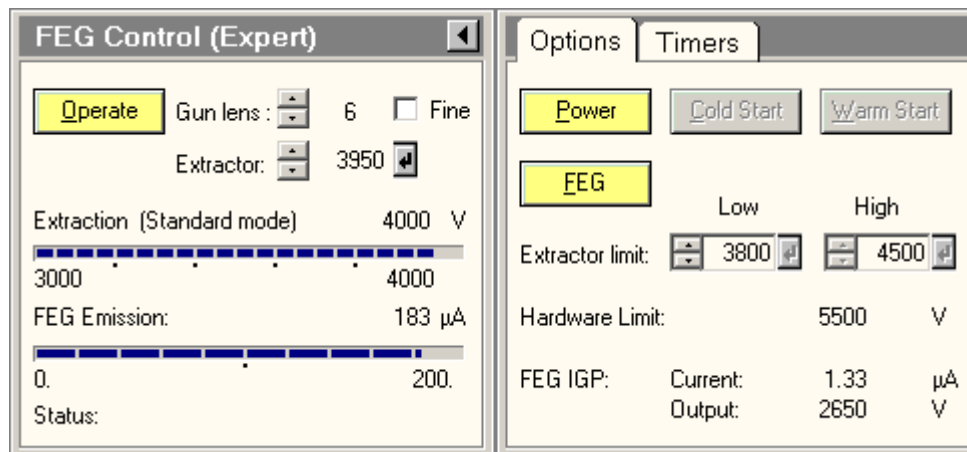 FEG Control (Expert)
Operate Gun lens : 6 Fine
Extractor: 3950
Extraction (Standard mode) 4000 V
3000 4000
FEG Emission: 183 µA
0. 200.
Status:
Options Timers
Power Cold Start Warm Start
FEG
Low High
Extractor limit: 3800 4500
Hardware Limit: 5500 V
FEG IGP: Current: 1.33 µA
Output: 2650 V